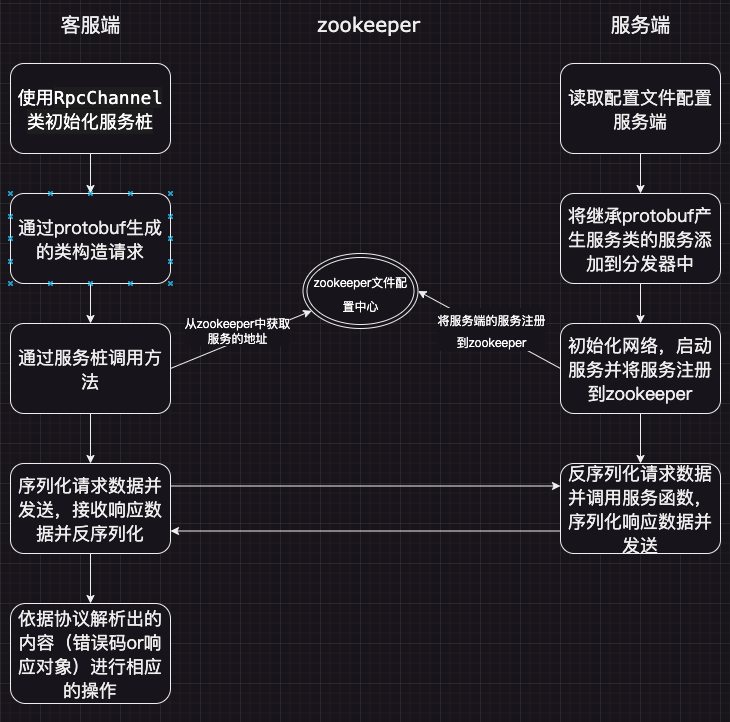 客服端
zookeeper
服务端
使用RpcChannel
类初始化服务桩
读取配置文件配置
服务端
通过protobuf生成
的类构造请求
将继承protobuf产
生服务类的服务添
加到分发器中
zookeeper文件配
置中心
从zookeeper中获取
服务的地址
将服务端的服务注册
到zookeeper
通过服务桩调用方
法
初始化网络，启动
服务并将服务注册
到zookeeper
序列化请求数据并
发送，接收响应数
据并反序列化
反序列化请求数据
并调用服务函数，
序列化响应数据并
发送
依据协议解析出的
内容（错误码or响
应对象）进行相应
的操作